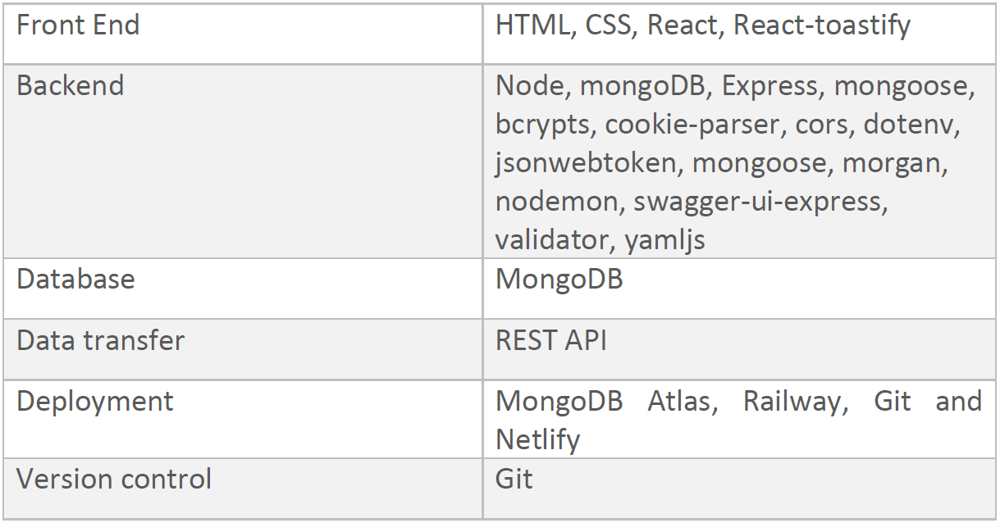 Front End
HTML, CSS, React, React-toastify
Backend
Node, mongoDB, Express, mongoose,
bcrypts, cookie-parser, cors, dotenv,
jsonwebtoken, mongoose, morgan,
nodemon, swagger-ui-express,
validator, yamljs
Database
MongoDB
Data transfer
REST API
Deployment
MongoDB Atlas, Railway, Git and
Netlify
Version control
Git